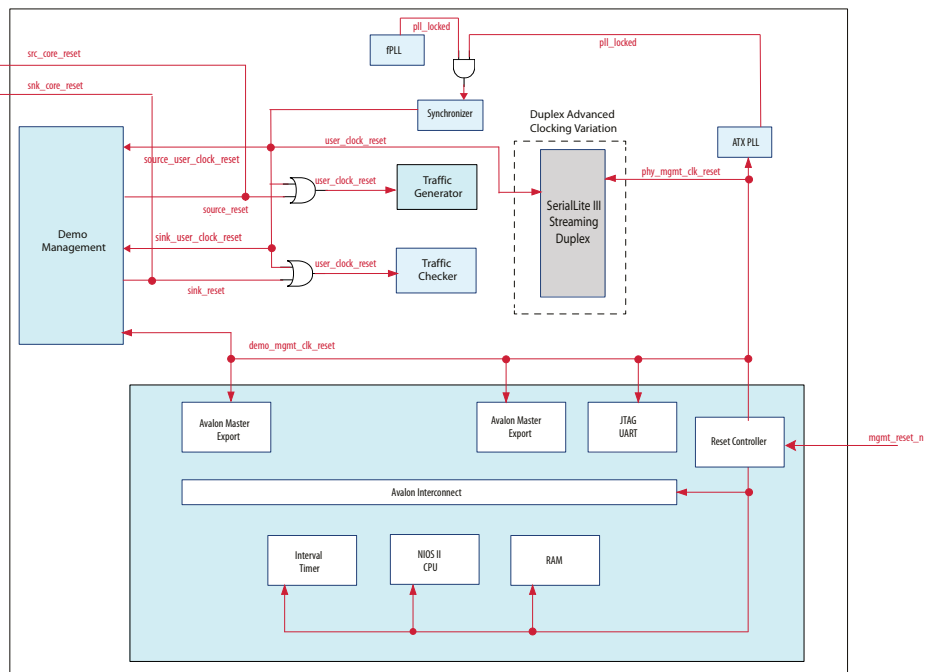 pll_locked
src_core_reset
fPLL
pll_locked
snk_core_reset
Synchronizer
Duplex Advanced
Clocking Variation
user_clock_reset
ATX PLL
source_user_clock_reset
phy_mgmt_clk_reset
user_clock_reset
Traffic
Generator
SerialLite III
Streaming
Duplex
source_reset
Demo
Management
sink_user_clock_reset
user_clock_reset
Traffic
Checker
sink_reset
demo_mgmt_clk_reset
Avalon Master
Export
Avalon Master
Export
JTAG
UART
Reset Controller
mgmt_reset_n
Avalon Interconnect
Interval
Timer
NIOS II
CPU
RAM